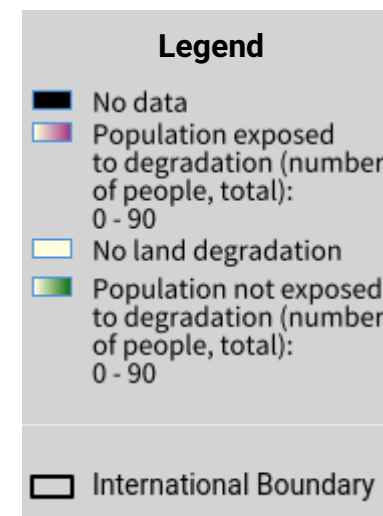 Legend
No data
Population exposed
to degradation (number
of people, total):
0 - 90
No land degradation
Population not exposed
to degradation (number
of people, total):
0 - 90
International Boundary